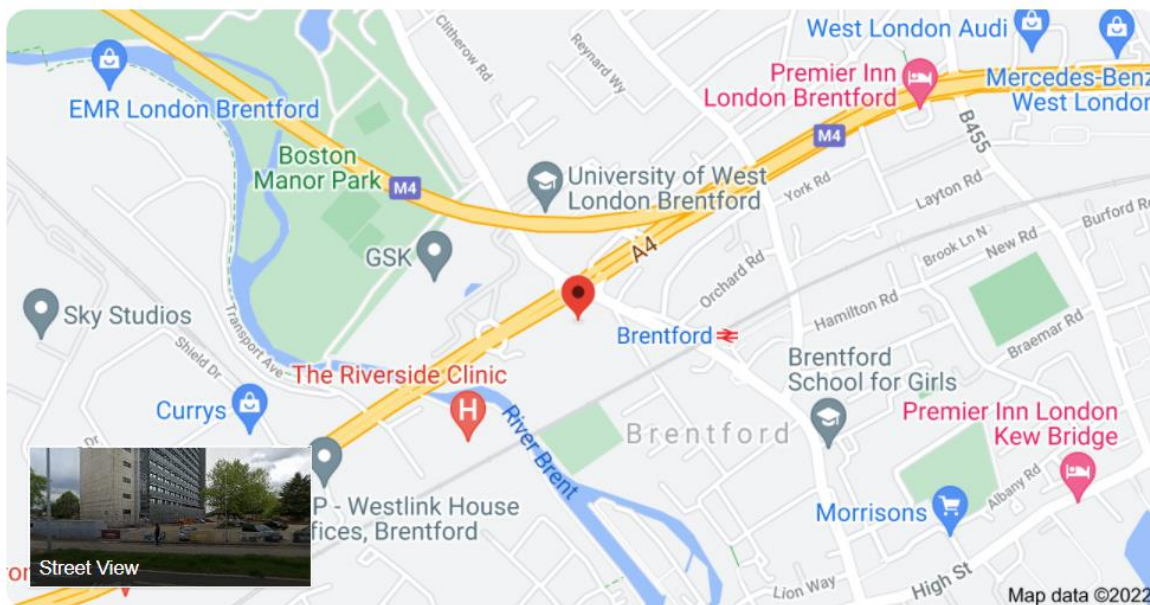 West London Audi
Clitherow Rd
Reynard Wy
Premier Inn
London Brentford
Mercedes-Benz
West London
EMR London Brentford
M4
B455
Boston
Manor Park
M4
University of West
London Brentford
York Rd
Layton Rd
Burford Rd
A4
GSK
Brook Ln N
New Rd
Orchard Rd
Sky Studios
Transport Ave
Shield Dr
Hamilton Rd
Brentford
Braemar Rd
The Riverside Clinic
H
Brentford
School for Girls
Currys
River Brent
Brentford
Premier Inn London
Kew Bridge
Dr
P - Westlink House
fices, Brentford
Albany Rd
Morrisons
Street View
Lion Way
High St
Map data ©2022